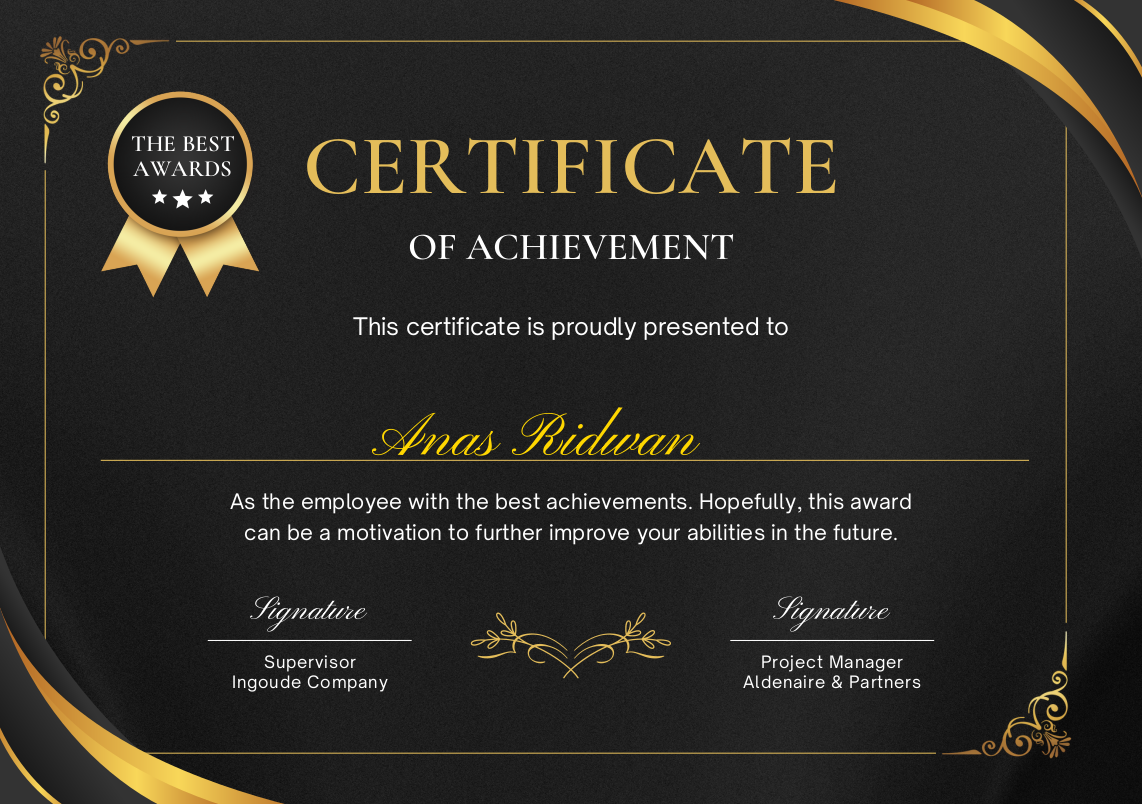 THE BEST
AWARDS
CERTIFICATE
OF ACHIEVEMENT
This certificate is proudly presented to
Anas Ridwan
As the employee with the best achievements. Hopefully, this award
can be a motivation to further improve your abilities in the future.
Signature
Supervisor
Ingoude Company
Signature
Project Manager
Aldenaire & Partners